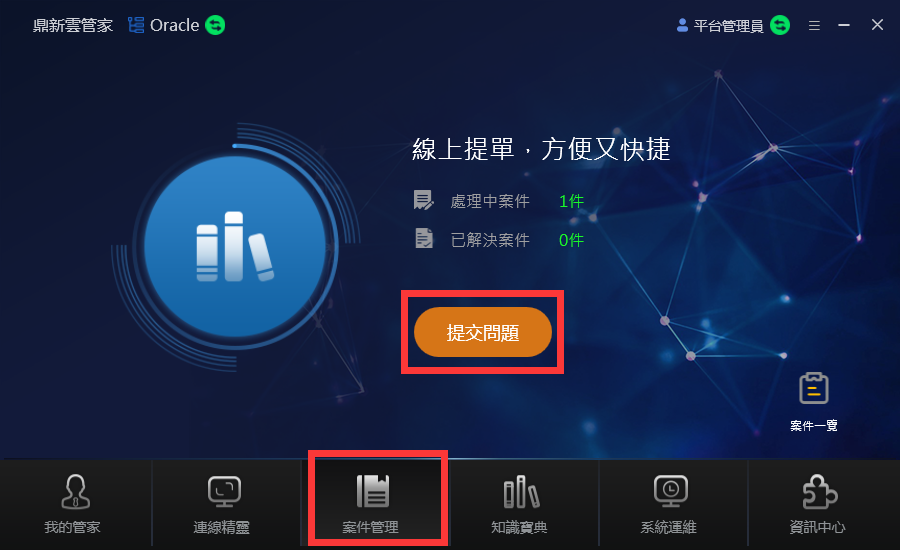 鼎新雲管家 Oracle 平台管理員
線上提單，方便又快捷
處理中案件 1件
已解決案件 0件
提交問題
案件一覽
我的管家 連線精靈 案件管理 知識寶典 系統運維 資訊中心